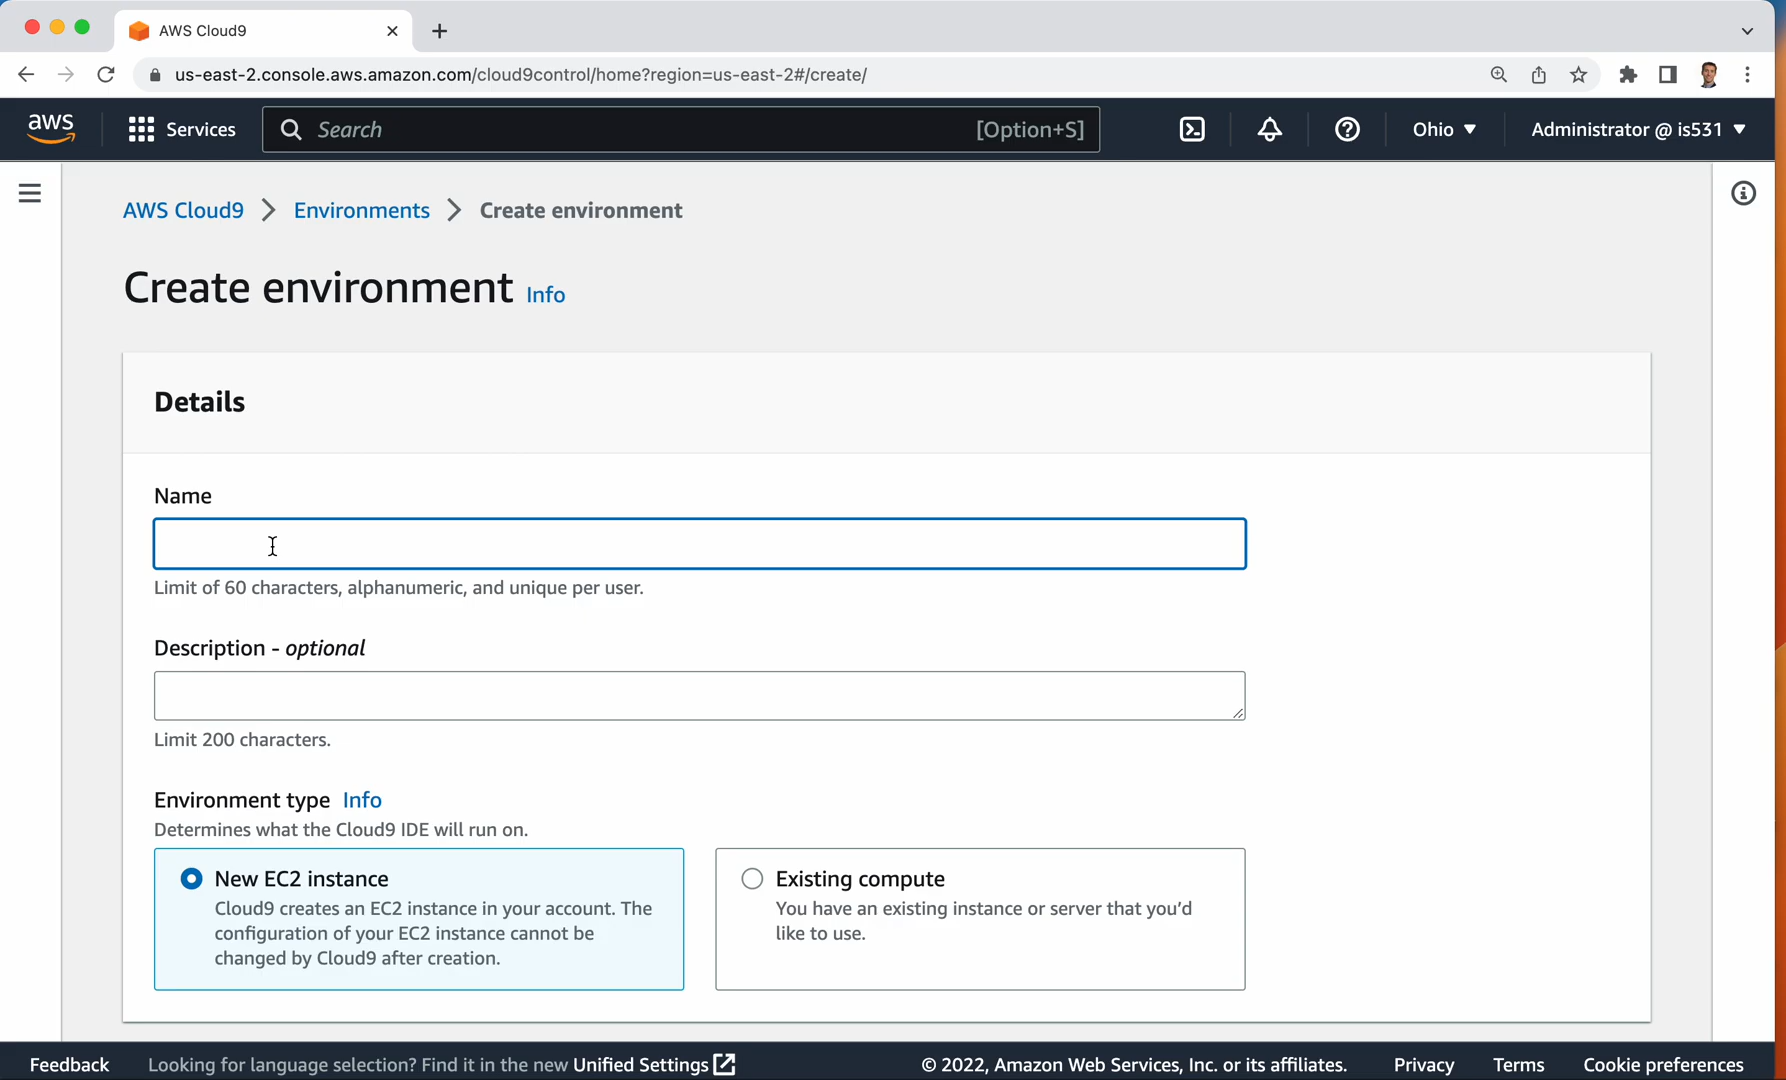 AWS Cloud9
us-east-2.console.aws.amazon.com/cloud9control/home?region=us-east-2#/create/
aws
Services
Search
[Option+S]
Ohio
Administrator @ is531
AWS Cloud9
Environments
Create environment
Create environment Info
Details
Name
Limit of 60 characters, alphanumeric, and unique per user.
Description - optional
Limit 200 characters.
Environment type Info
Determines what the Cloud9 IDE will run on.
New EC2 instance
Cloud9 creates an EC2 instance in your account. The
configuration of your EC2 instance cannot be
changed by Cloud9 after creation.
Existing compute
You have an existing instance or server that you'd
like to use.
Feedback
Looking for language selection? Find it in the new Unified Settings
© 2022, Amazon Web Services, Inc. or its affiliates.
Privacy
Terms
Cookie preferences